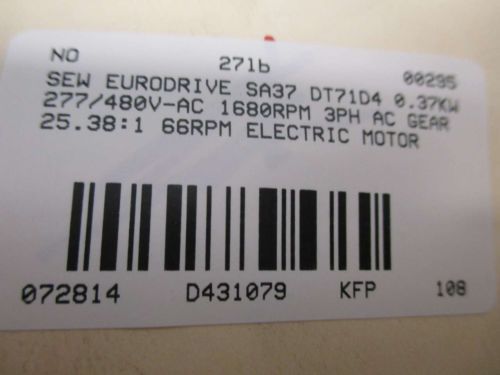 NO 271b 00295
SEW EURODRIVE SA37 DT71D4 0.37KW
277/480V-AC 1680RPM 3PH AC GEAR
25.38:1 66RPM ELECTRIC MOTOR
072814 D431079 KFP 108